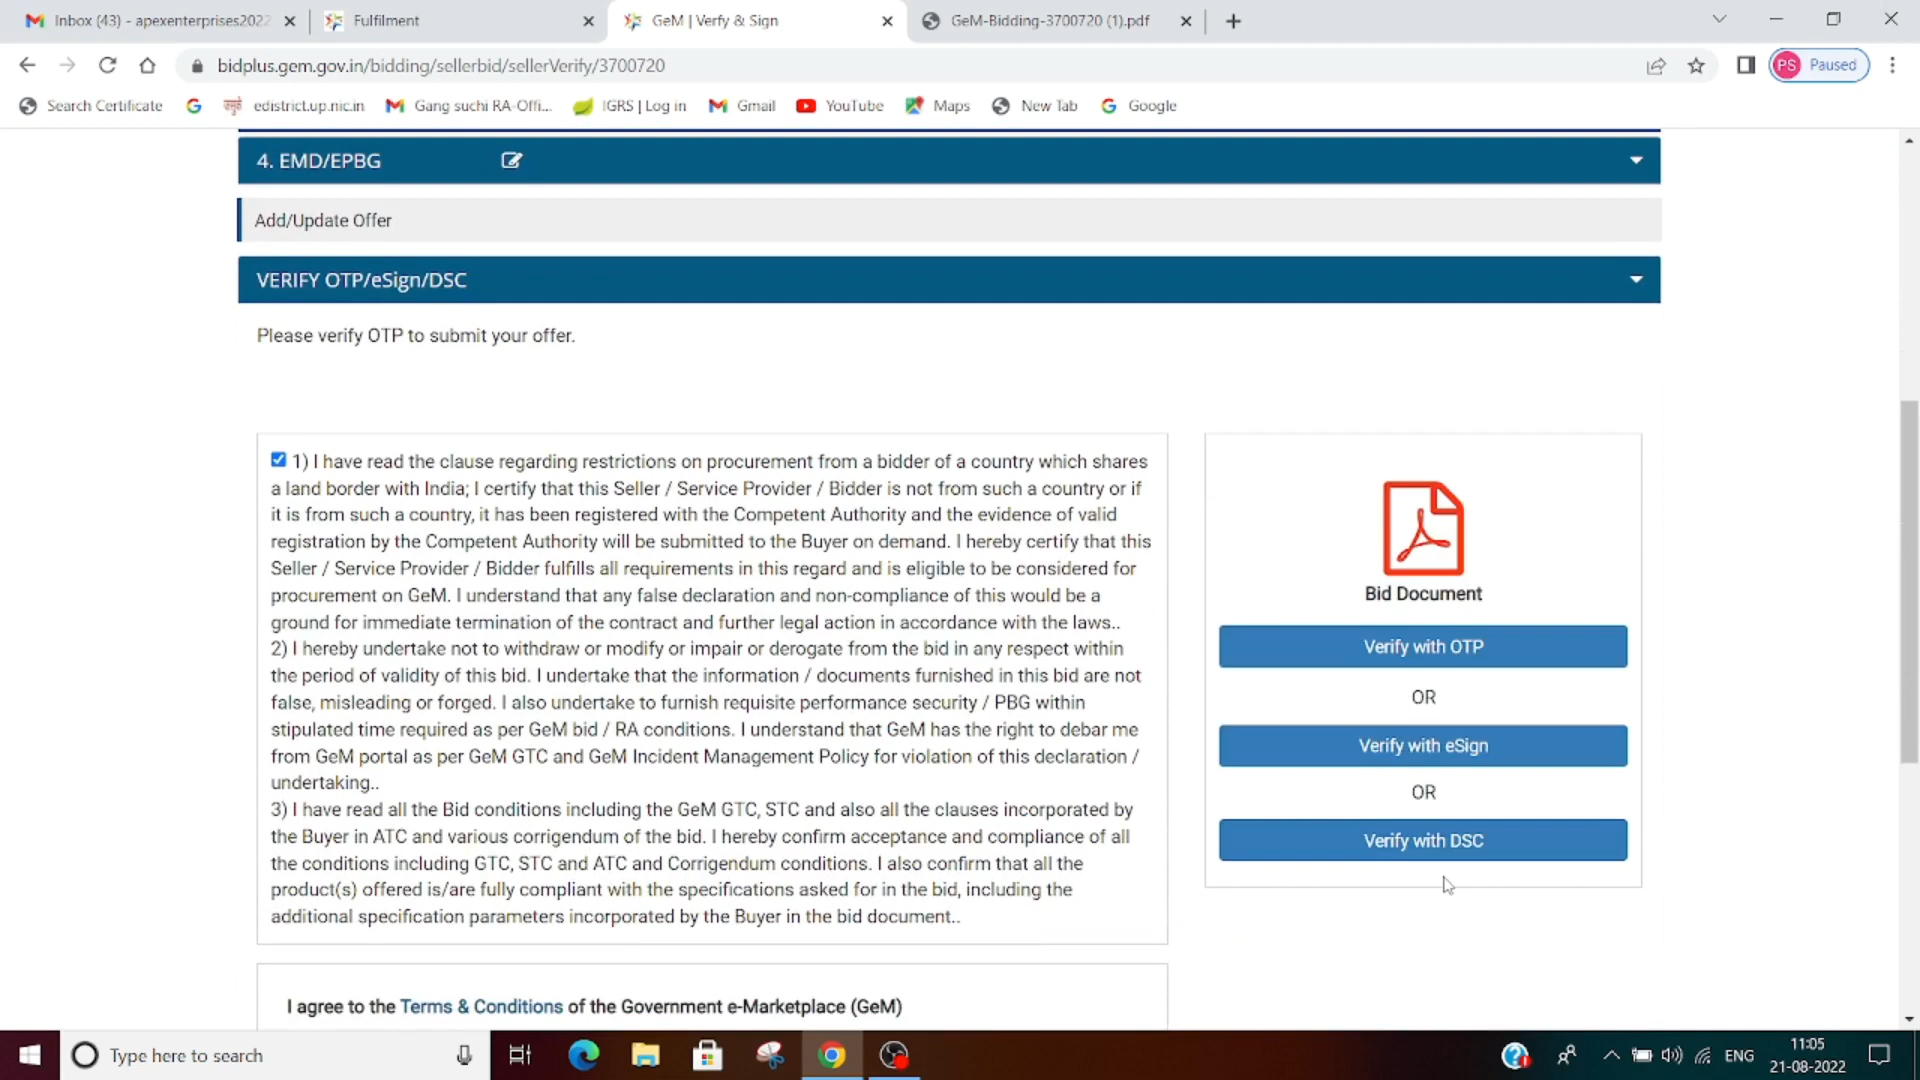 Inbox (43) - apexenterprises2022
Fulfilment
GeM | Verfy & Sign
GeM-Bidding-3700720 (1).pdf
bidplus.gem.gov.in/bidding/sellerbid/sellerVerify/3700720
PS Paused
Search Certificate
edistrict.up.nic.in
Gang suchi RA-Offi...
IGRS | Log in
Gmail
YouTube
Maps
New Tab
Google
4. EMD/EPBG
Add/Update Offer
VERIFY OTP/eSign/DSC
Please verify OTP to submit your offer.
1) I have read the clause regarding restrictions on procurement from a bidder of a country which shares
a land border with India; I certify that this Seller / Service Provider / Bidder is not from such a country or if
it is from such a country, it has been registered with the Competent Authority and the evidence of valid
registration by the Competent Authority will be submitted to the Buyer on demand. I hereby certify that this
Seller / Service Provider / Bidder fulfills all requirements in this regard and is eligible to be considered for
procurement on GeM. I understand that any false declaration and non-compliance of this would be a
ground for immediate termination of the contract and further legal action in accordance with the laws..
2) I hereby undertake not to withdraw or modify or impair or derogate from the bid in any respect within
the period of validity of this bid. I undertake that the information / documents furnished in this bid are not
false, misleading or forged. I also undertake to furnish requisite performance security / PBG within
stipulated time required as per GeM bid / RA conditions. I understand that GeM has the right to debar me
from GeM portal as per GeM GTC and GeM Incident Management Policy for violation of this declaration /
undertaking..
3) I have read all the Bid conditions including the GeM GTC, STC and also all the clauses incorporated by
the Buyer in ATC and various corrigendum of the bid. I hereby confirm acceptance and compliance of all
the conditions including GTC, STC and ATC and Corrigendum conditions. I also confirm that all the
product(s) offered is/are fully compliant with the specifications asked for in the bid, including the
additional specification parameters incorporated by the Buyer in the bid document..
Bid Document
Verify with OTP
OR
Verify with eSign
OR
Verify with DSC
I agree to the Terms & Conditions of the Government e-Marketplace (GeM)
Type here to search
ENG
11:05
21-08-2022